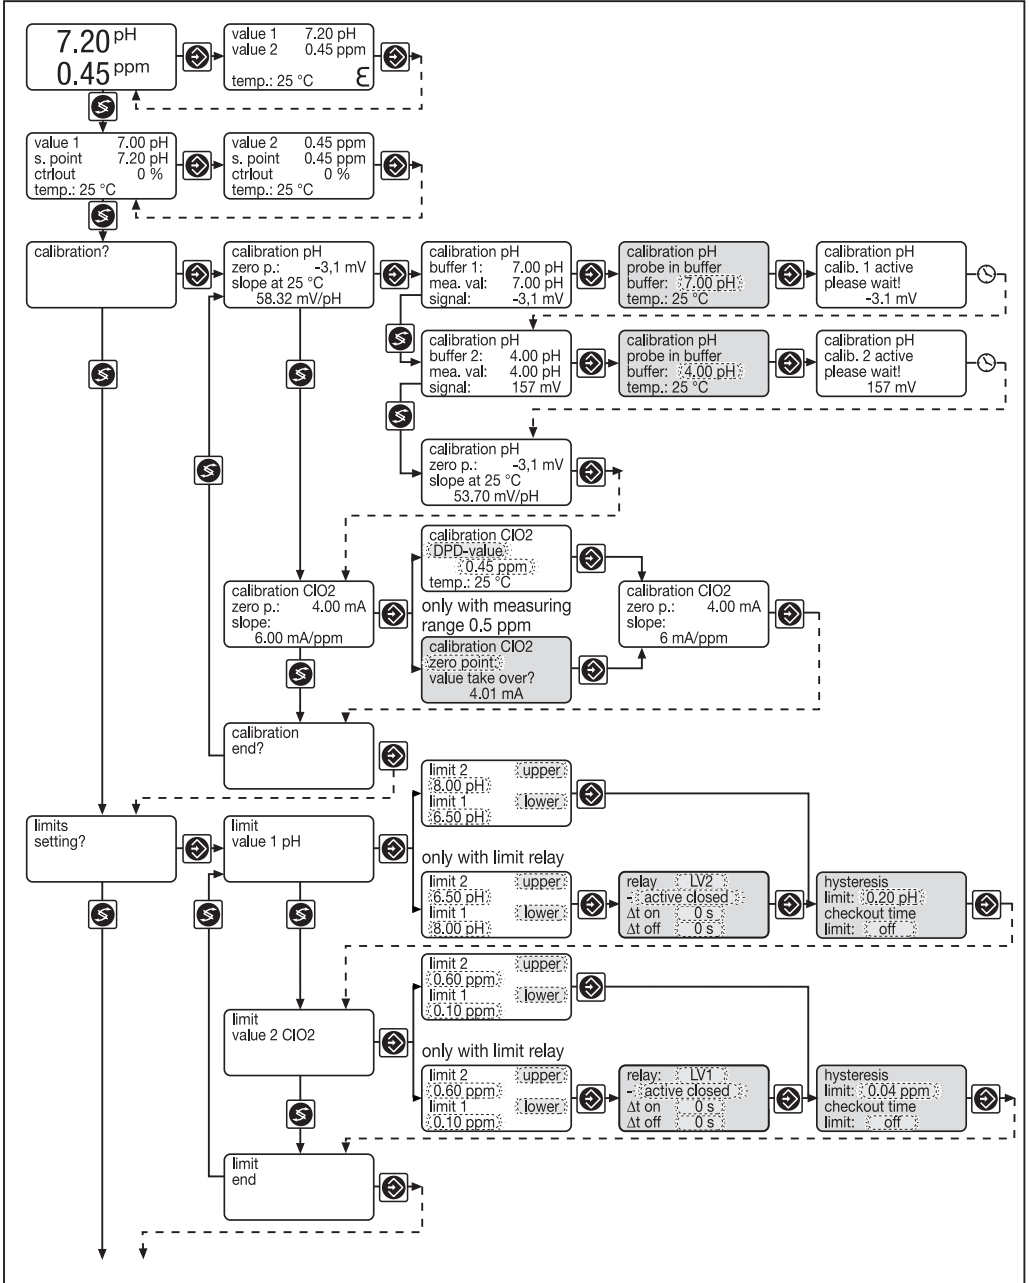 7.20 pH
0.45 ppm
value 1 7.20 pH
value 2 0.45 ppm
temp.: 25 °C ε
value 1 7.00 pH
s. point 7.20 pH
ctrlout 0 %
temp.: 25 °C
value 2 0.45 ppm
s. point 0.45 ppm
ctrlout 0 %
temp.: 25 °C
calibration?
calibration pH
zero p.: -3,1 mV
slope at 25 °C
58.32 mV/pH
calibration pH
buffer 1: 7.00 pH
mea. val: 7.00 pH
signal: -3,1 mV
calibration pH
probe in buffer
buffer: 7.00 pH
temp.: 25 °C
calibration pH
calib. 1 active
please wait!
-3.1 mV
calibration pH
buffer 2: 4.00 pH
mea. val: 4.00 pH
signal: 157 mV
calibration pH
probe in buffer
buffer: 4.00 pH
temp.: 25 °C
calibration pH
calib. 2 active
please wait!
157 mV
calibration pH
zero p.: -3,1 mV
slope at 25 °C
53.70 mV/pH
calibration ClO2
zero p.: 4.00 mA
slope:
6.00 mA/ppm
calibration ClO2
DPD-value
0.45 ppm
temp.: 25 °C
only with measuring
range 0.5 ppm
calibration ClO2
zero point:
value take over?
4.01 mA
calibration ClO2
zero p.: 4.00 mA
slope:
6 mA/ppm
calibration
end?
limits
setting?
limit
value 1 pH
limit 2 upper
8.00 pH
limit 1 lower
6.50 pH
only with limit relay
limit 2 upper
6.50 pH
limit 1 lower
8.00 pH
relay LV2
- active closed
Δt on 0 s
Δt off 0 s
hysteresis
limit: 0.20 pH
checkout time
limit: off
limit
value 2 ClO2
limit 2 upper
0.60 ppm
limit 1 lower
0.10 ppm
only with limit relay
limit 2 upper
0.60 ppm
limit 1 lower
0.10 ppm
relay: LV1
- active closed
Δt on 0 s
Δt off 0 s
hysteresis
limit: 0.04 ppm
checkout time
limit: off
limit
end